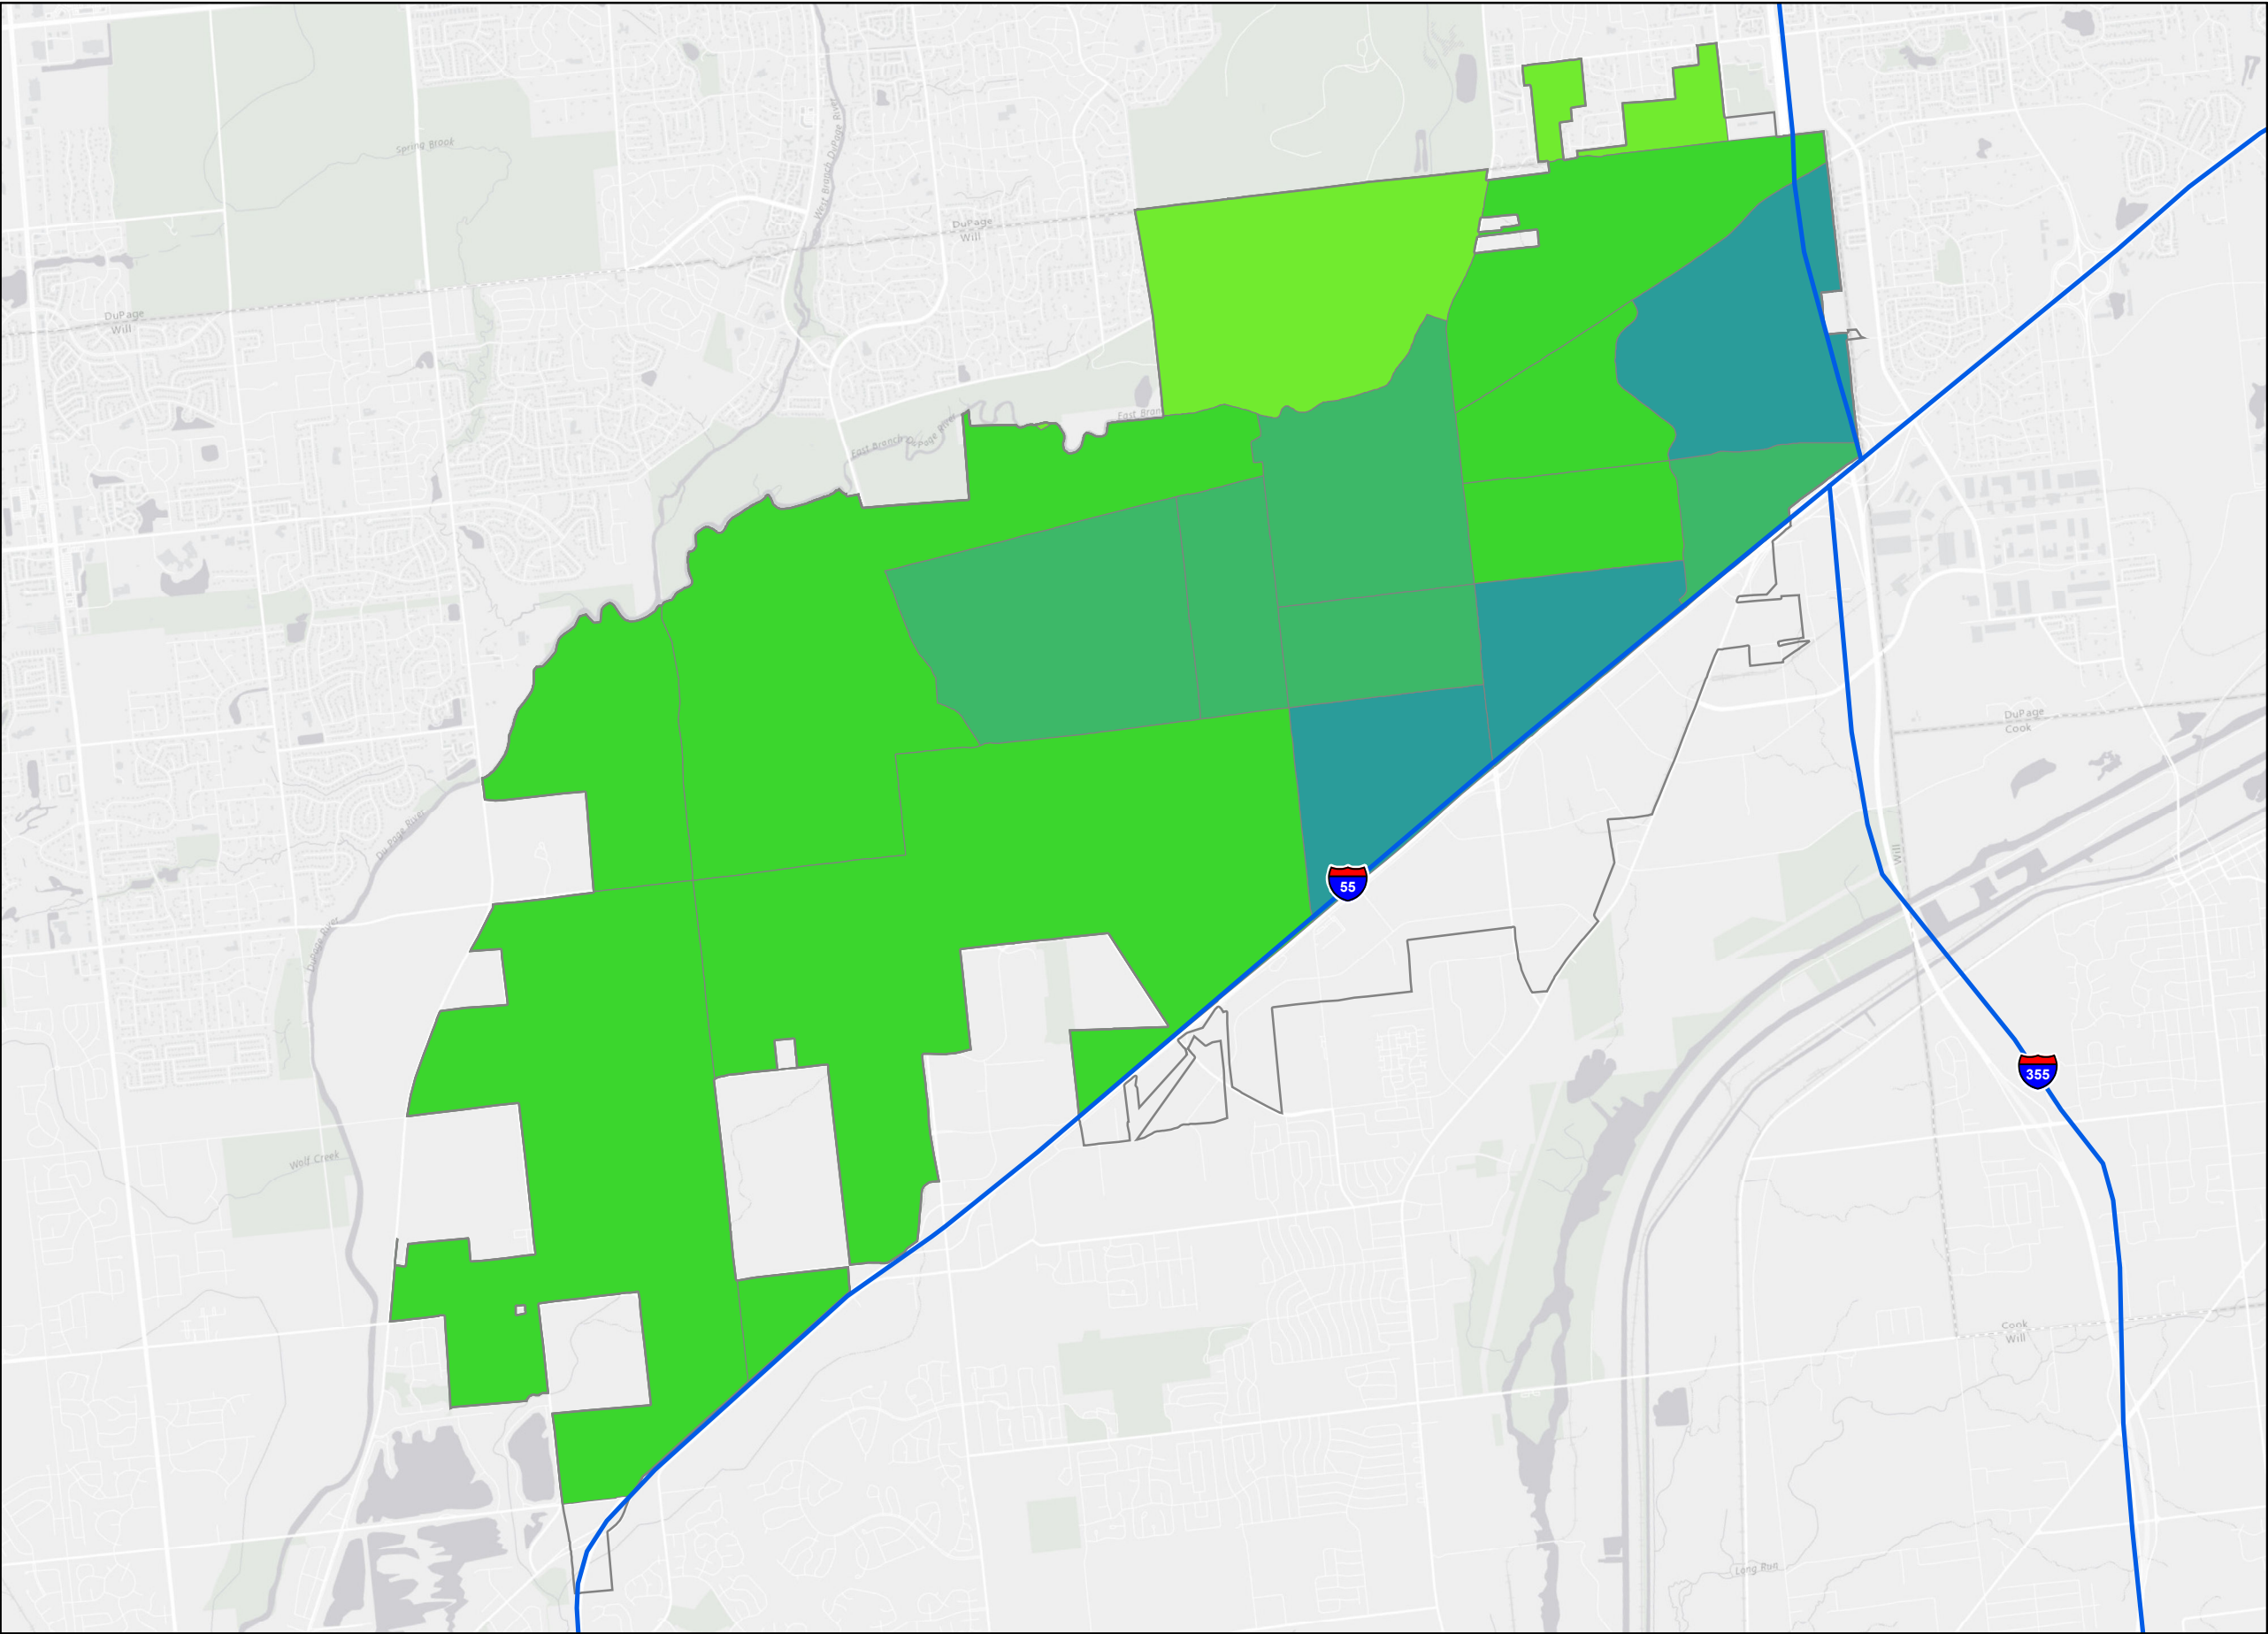 Spring Brook
West Branch DuPage River
DuPage
Will
DuPage
Will
East Bran
East Branch DuPage River
DuPage
Cook
Will
DuPage River
55
DuPage River
355
Wolf Creek
Cook
Will
Long Run